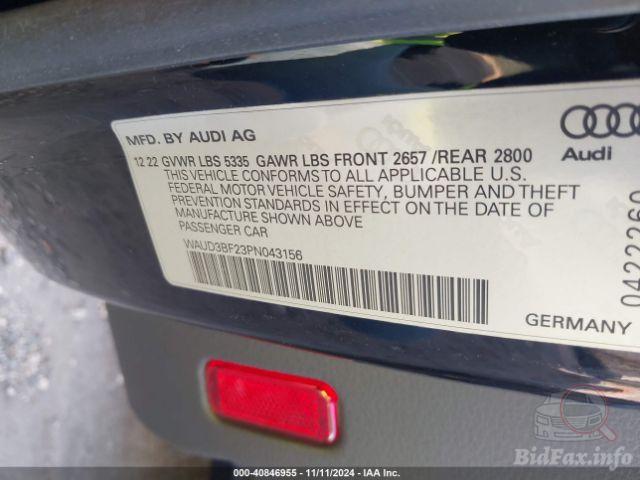 MFD. BY AUDI AG
Audi
12 22 GVWR LBS 5335 GAWR LBS FRONT 2657 /REAR 2800
THIS VEHICLE CONFORMS TO ALL APPLICABLE U.S.
FEDERAL MOTOR VEHICLE SAFETY, BUMPER AND THEFT
PREVENTION STANDARDS IN EFFECT ON THE DATE OF
MANUFACTURE SHOWN ABOVE
PASSENGER CAR
WAUD3BF23PN043156
GERMANY
0422260
BidFax.info
000-40846955 - 11/11/2024 - IAA Inc.